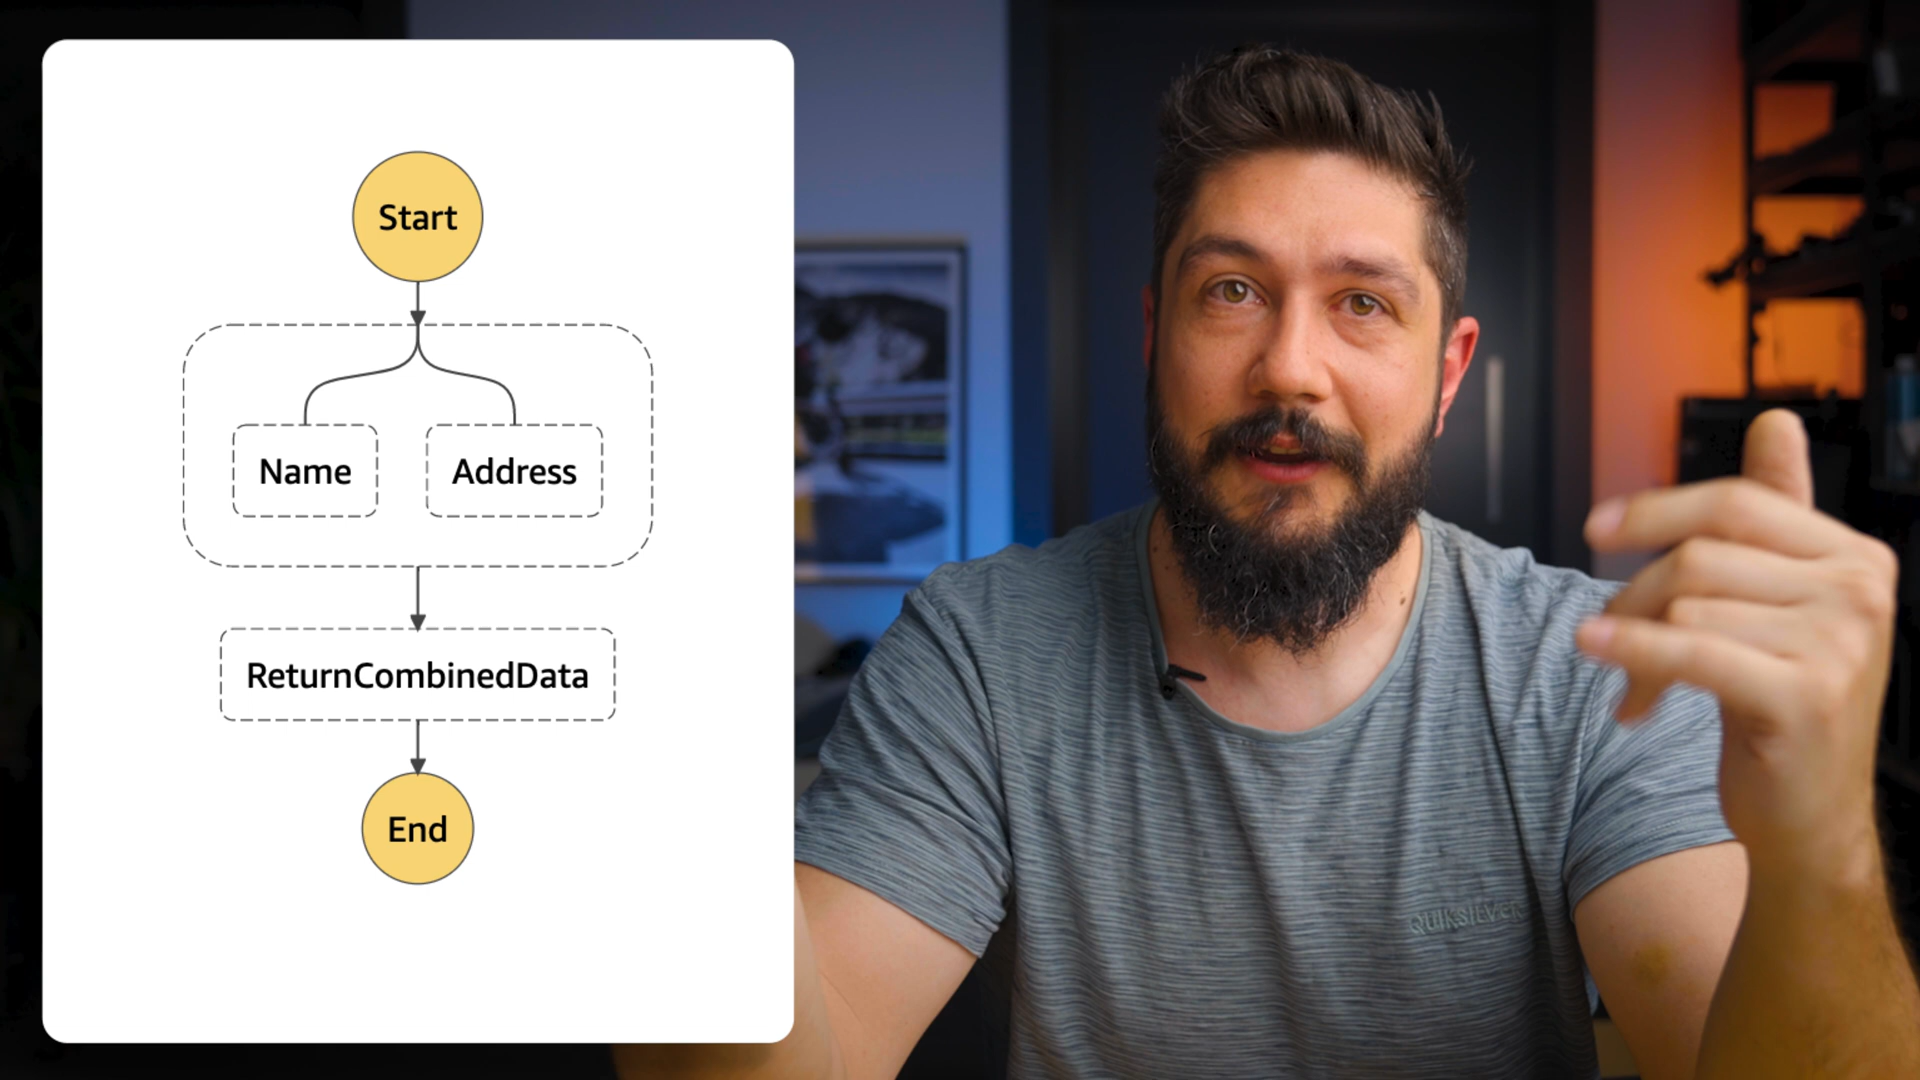 Start
Name
Address
ReturnCombinedData
End
QUIKSILVER